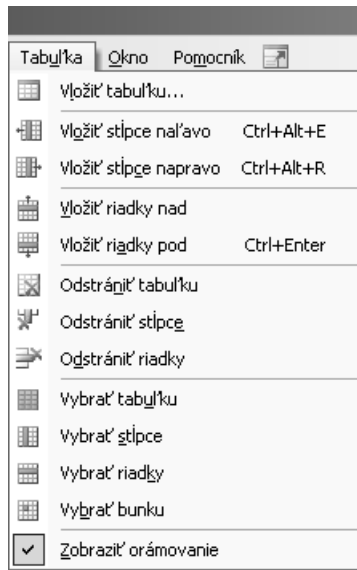 Tabuľka Okno Pomocník
Vložiť tabuľku...
Vložiť stĺpce naľavo Ctrl+Alt+E
Vložiť stĺpce napravo Ctrl+Alt+R
Vložiť riadky nad
Vložiť riadky pod Ctrl+Enter
Odstrániť tabuľku
Odstrániť stĺpce
Odstrániť riadky
Vybrať tabuľku
Vybrať stĺpce
Vybrať riadky
Vybrať bunku
Zobraziť orámovanie